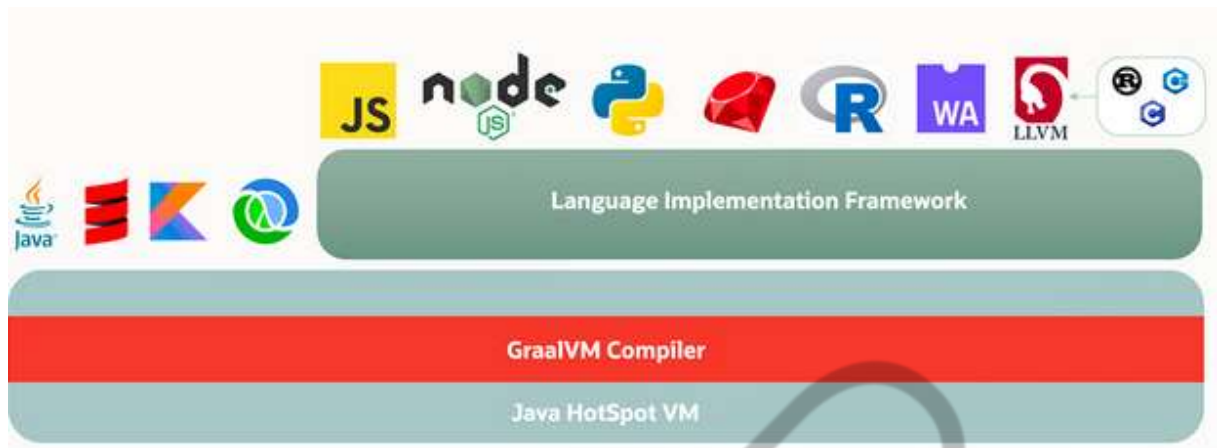 JS
node
JS
R
WA
LLVM
R
C
C
Java
Language Implementation Framework
GraalVM Compiler
Java HotSpot VM